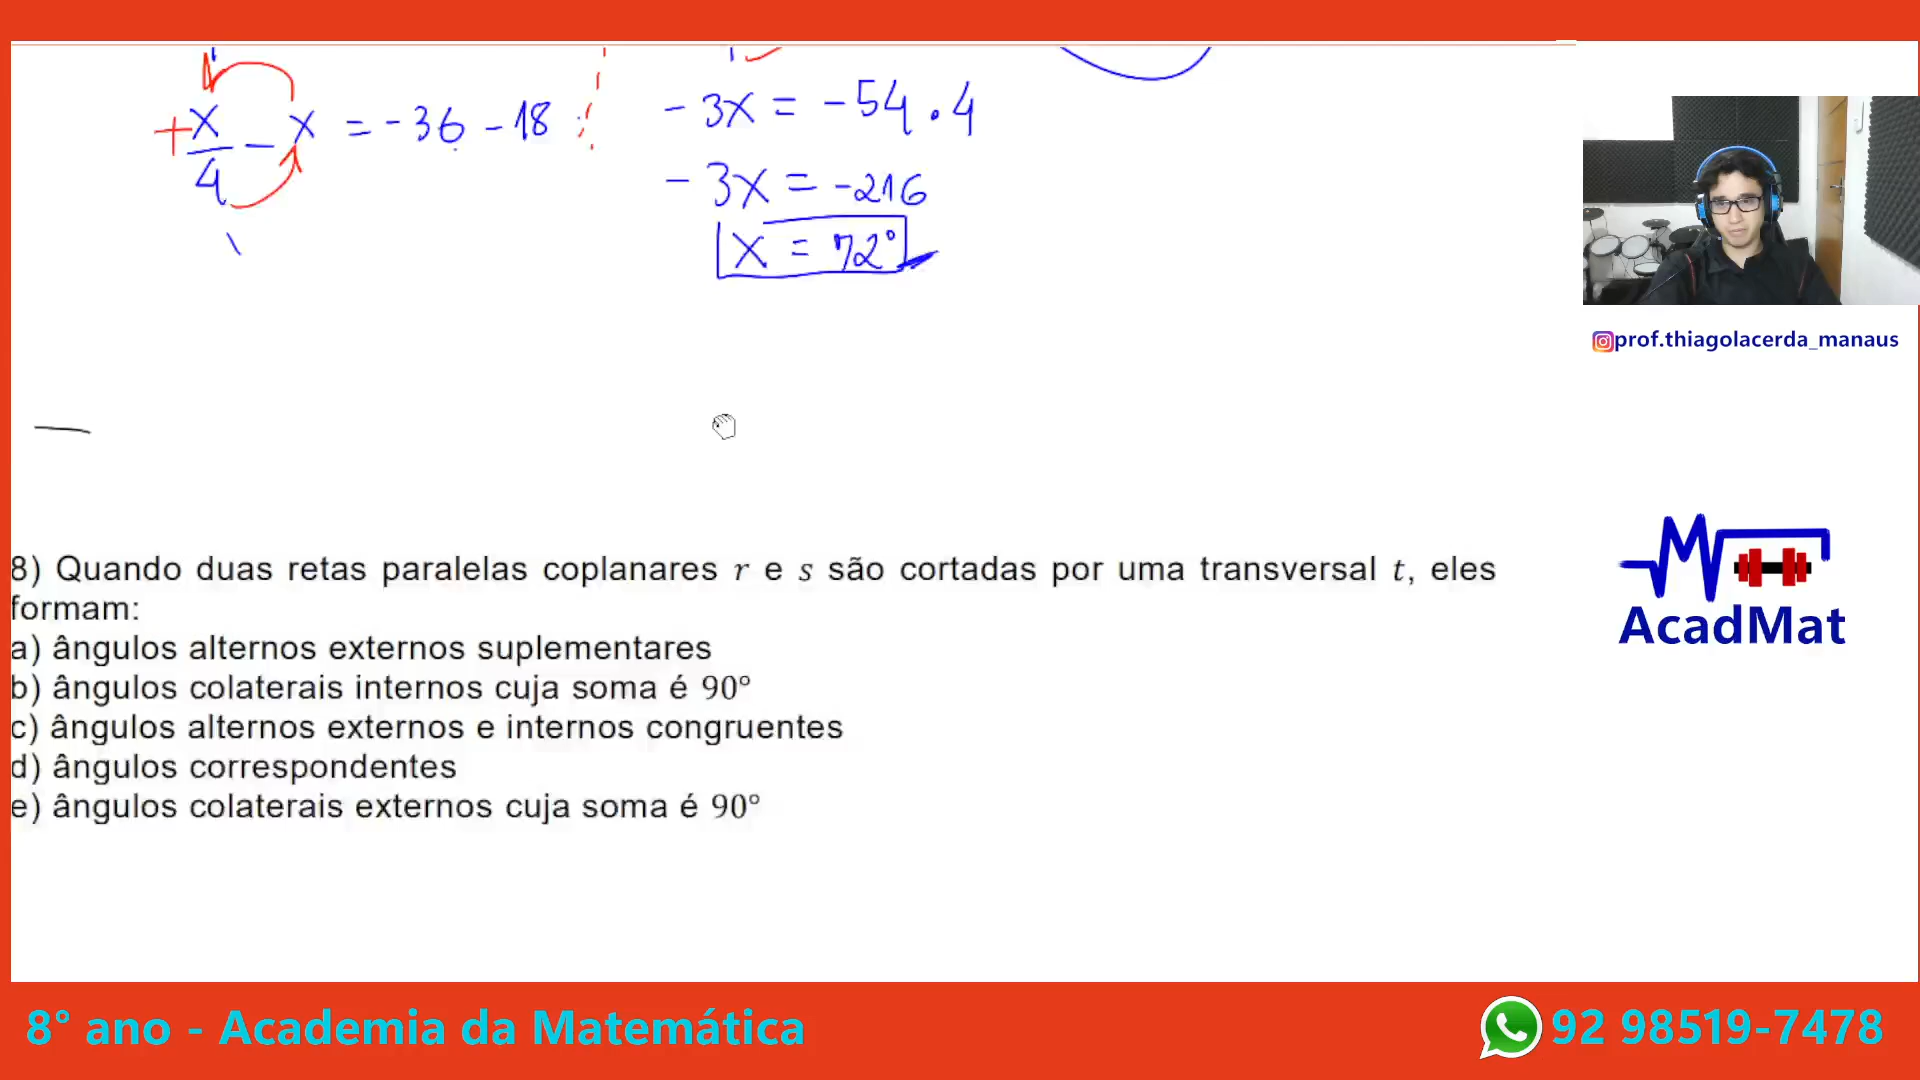 +x/4 - x = -36 - 18
-3x = -54 . 4
-3x = -216
x = 72°
prof.thiagolacerda_manaus
8) Quando duas retas paralelas coplanares r e s são cortadas por uma transversal t, eles
formam:
a) ângulos alternos externos suplementares
b) ângulos colaterais internos cuja soma é 90°
c) ângulos alternos externos e internos congruentes
d) ângulos correspondentes
e) ângulos colaterais externos cuja soma é 90°
AcadMat
8° ano - Academia da Matemática
92 98519-7478